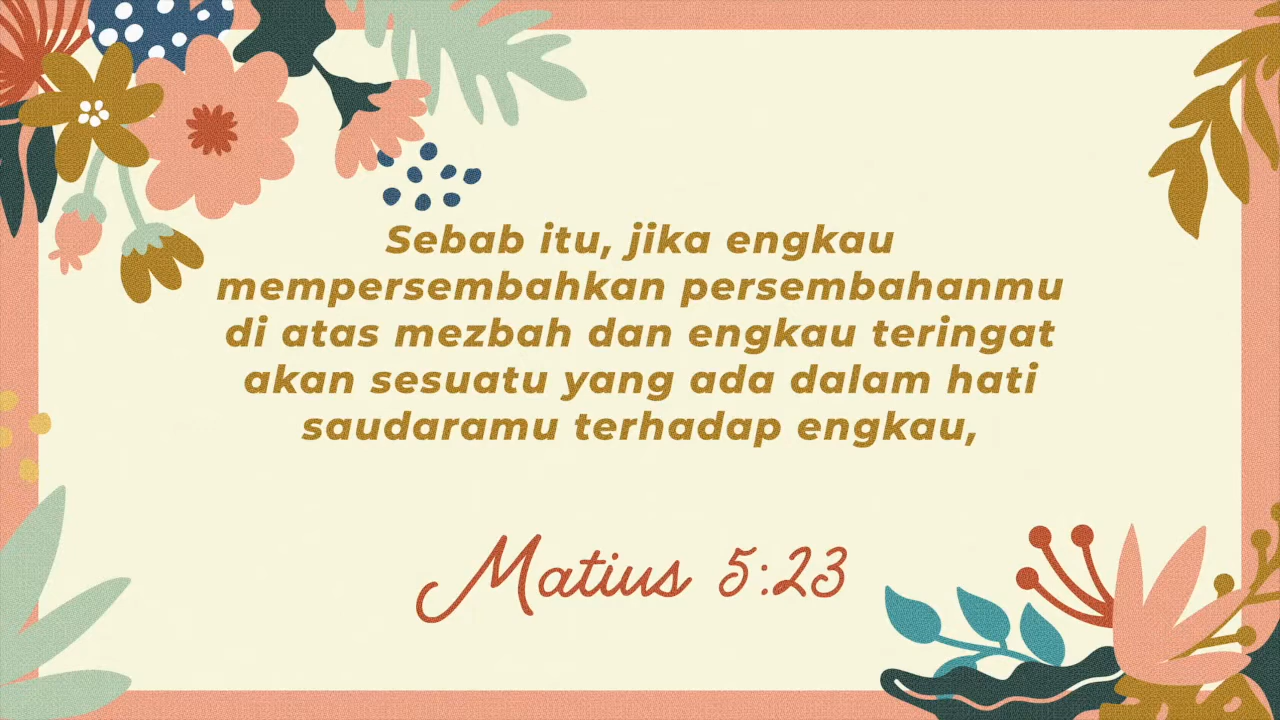 Sebab itu, jika engkau
mempersembahkan persembahanmu
di atas mezbah dan engkau teringat
akan sesuatu yang ada dalam hati
saudaramu terhadap engkau,
Matius 5:23